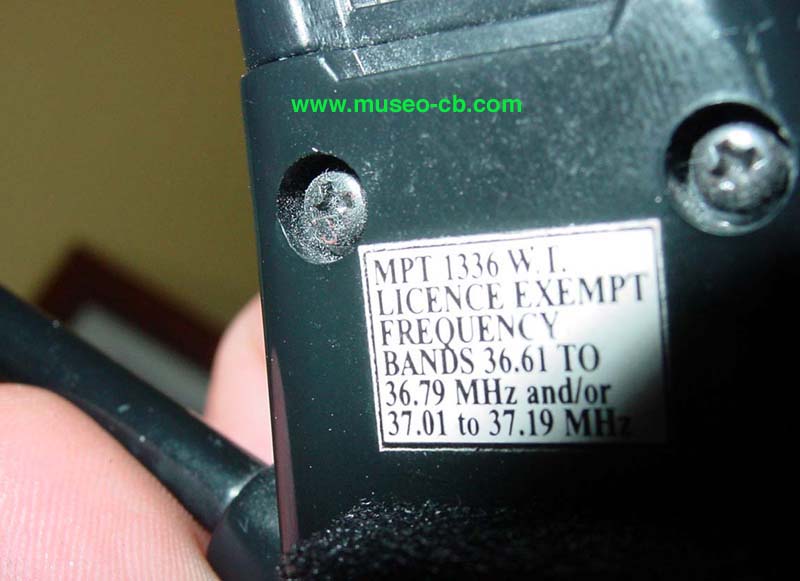 www.museo-cb.com
MPT 1336 W.T.
LICENCE EXEMPT
FREQUENCY
BANDS 36.61 TO
36.79 MHz and/or
37.01 to 37.19 MHz